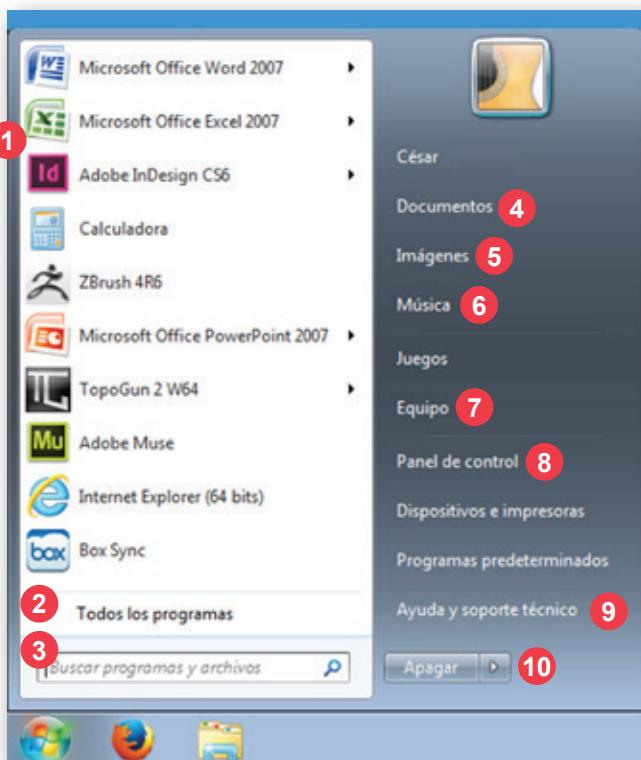 Microsoft Office Word 2007
Microsoft Office Excel 2007
1
Id
Adobe InDesign CS6
Calculadora
ZBrush 4R6
Microsoft Office PowerPoint 2007
TopoGun 2 W64
Mu
Adobe Muse
Internet Explorer (64 bits)
box
Box Sync
2
Todos los programas
3
Buscar programas y archivos
César
Documentos 4
Imágenes 5
Música 6
Juegos
Equipo 7
Panel de control 8
Dispositivos e impresoras
Programas predeterminados
Ayuda y soporte técnico 9
Apagar 10